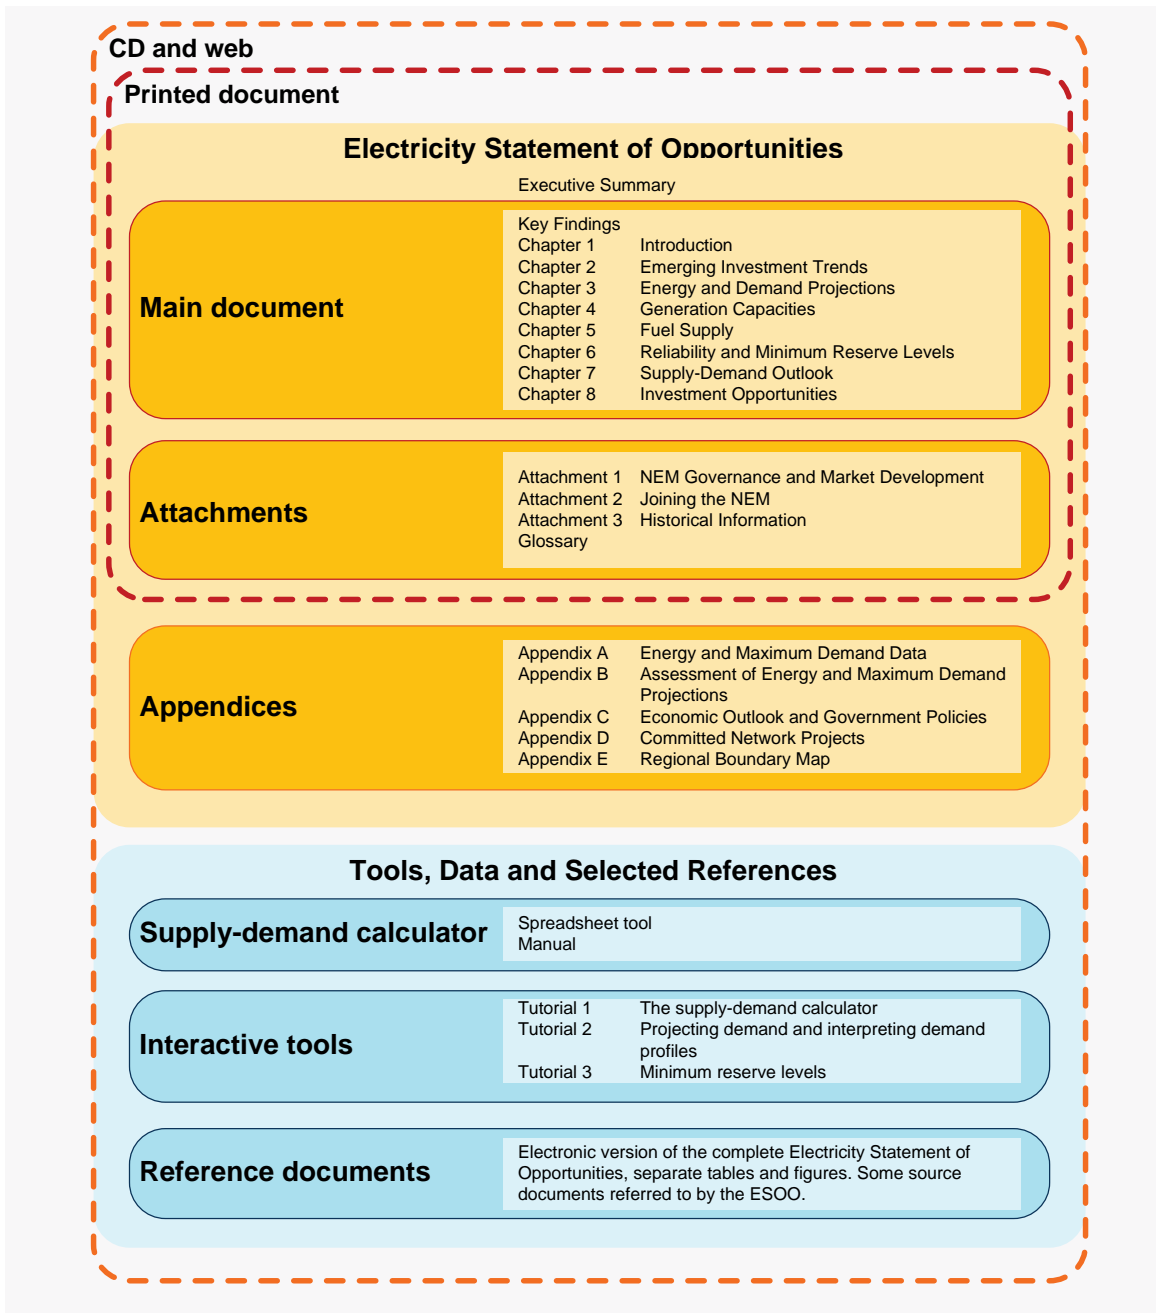 CD and web
Printed document
Electricity Statement of Opportunities
Executive Summary
Main document
Key Findings
Chapter 1 Introduction
Chapter 2 Emerging Investment Trends
Chapter 3 Energy and Demand Projections
Chapter 4 Generation Capacities
Chapter 5 Fuel Supply
Chapter 6 Reliability and Minimum Reserve Levels
Chapter 7 Supply-Demand Outlook
Chapter 8 Investment Opportunities
Attachments
Attachment 1 NEM Governance and Market Development
Attachment 2 Joining the NEM
Attachment 3 Historical Information
Glossary
Appendices
Appendix A Energy and Maximum Demand Data
Appendix B Assessment of Energy and Maximum Demand
Projections
Appendix C Economic Outlook and Government Policies
Appendix D Committed Network Projects
Appendix E Regional Boundary Map
Tools, Data and Selected References
Supply-demand calculator
Spreadsheet tool
Manual
Interactive tools
Tutorial 1 The supply-demand calculator
Tutorial 2 Projecting demand and interpreting demand
profiles
Tutorial 3 Minimum reserve levels
Reference documents
Electronic version of the complete Electricity Statement of
Opportunities, separate tables and figures. Some source
documents referred to by the ESOO.